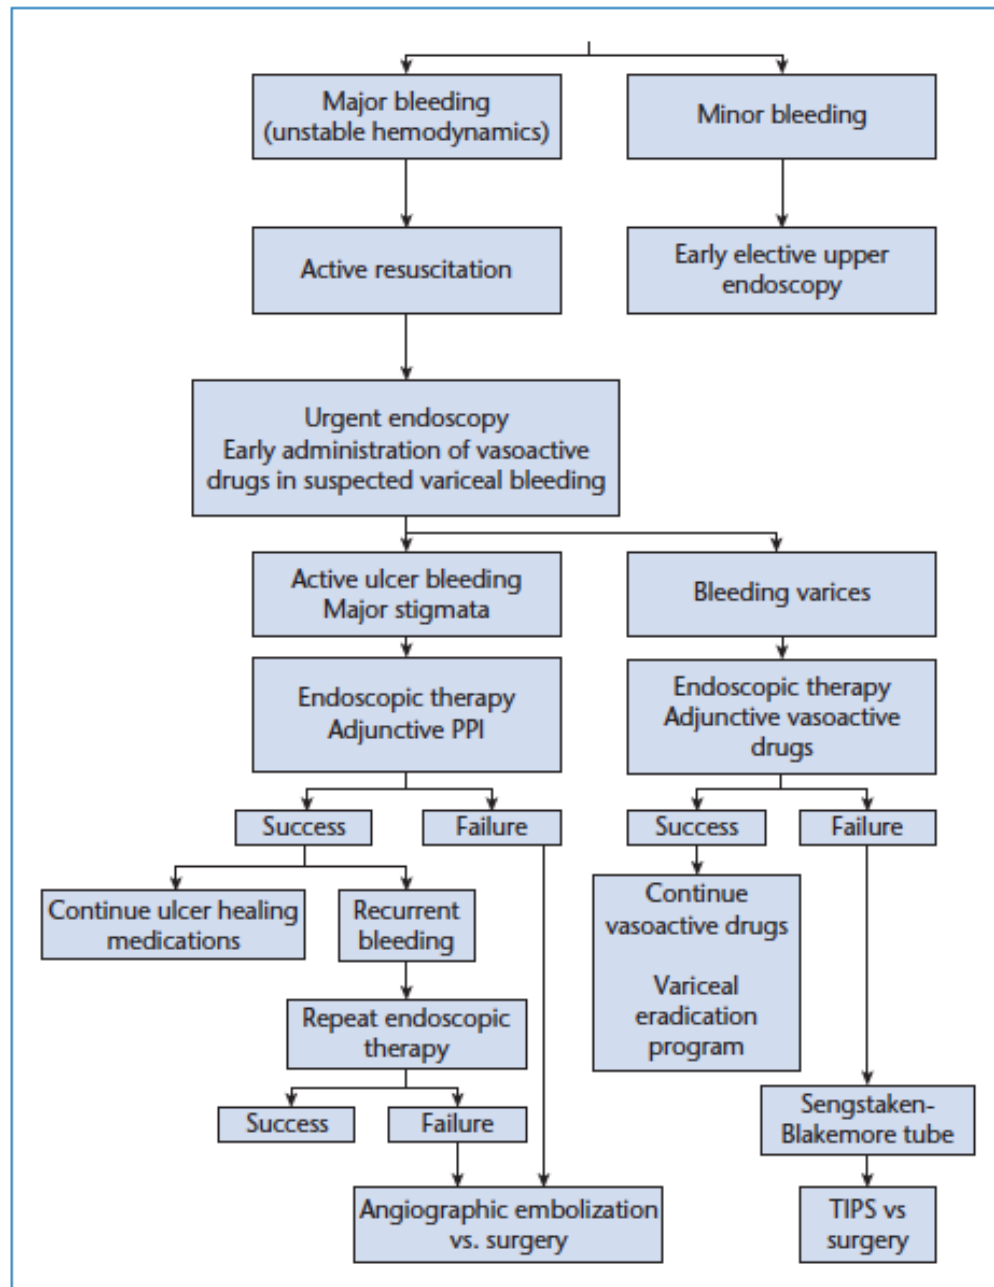 Major bleeding
(unstable hemodynamics)
Minor bleeding
Active resuscitation
Early elective upper
endoscopy
Urgent endoscopy
Early administration of vasoactive
drugs in suspected variceal bleeding
Active ulcer bleeding
Major stigmata
Bleeding varices
Endoscopic therapy
Adjunctive PPI
Endoscopic therapy
Adjunctive vasoactive
drugs
Success
Failure
Success
Failure
Continue ulcer healing
medications
Recurrent
bleeding
Continue
vasoactive drugs
Variceal
eradication
program
Repeat endoscopic
therapy
Success
Failure
Sengstaken-
Blakemore tube
Angiographic embolization
vs. surgery
TIPS vs
surgery